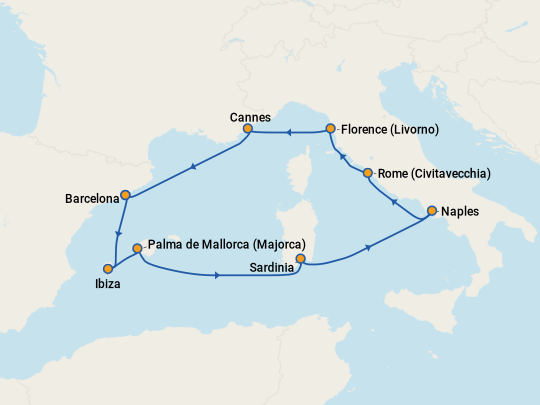 Cannes
Florence (Livorno)
Rome (Civitavecchia)
Barcelona
Naples
Palma de Mallorca (Majorca)
Sardinia
Ibiza